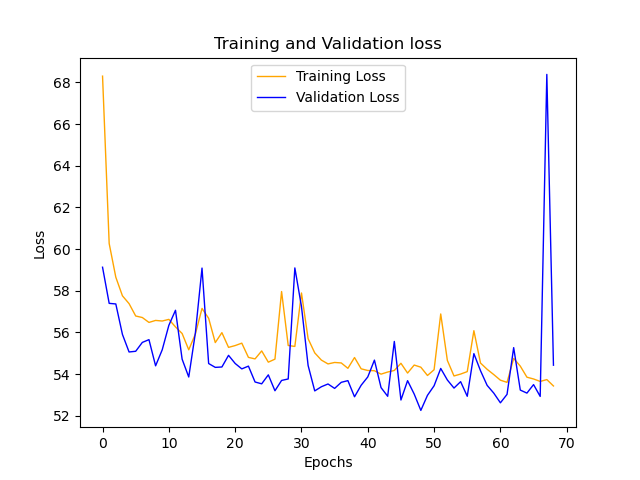 Training and Validation loss
Training Loss
Validation Loss
68
66
64
62
60
58
56
54
52
Loss
0 10 20 30 40 50 60 70
Epochs